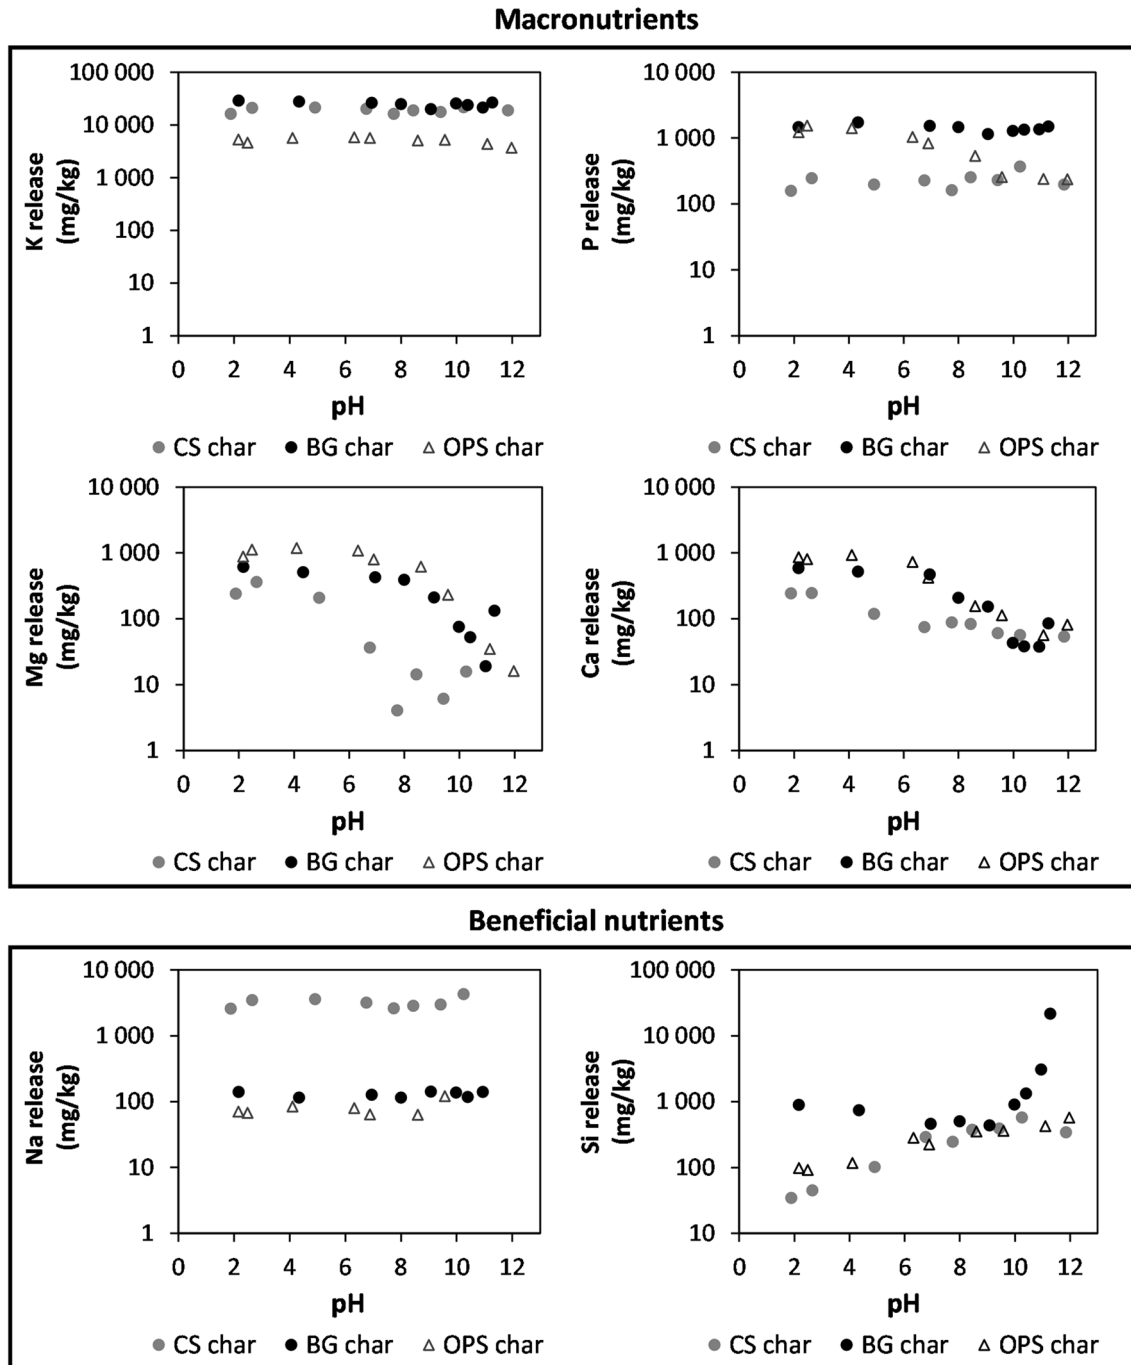 Macronutrients
100 000
10 000
1 000
100
10
1
K release
(mg/kg)
0 2 4 6 8 10 12
pH
CS char BG char OPS char
10 000
1 000
100
10
1
P release
(mg/kg)
0 2 4 6 8 10 12
pH
CS char BG char OPS char
10 000
1 000
100
10
1
Mg release
(mg/kg)
0 2 4 6 8 10 12
pH
CS char BG char OPS char
10 000
1 000
100
10
1
Ca release
(mg/kg)
0 2 4 6 8 10 12
pH
CS char BG char OPS char
Beneficial nutrients
10 000
1 000
100
10
1
Na release
(mg/kg)
0 2 4 6 8 10 12
pH
CS char BG char OPS char
100 000
10 000
1 000
100
10
Si release
(mg/kg)
0 2 4 6 8 10 12
pH
CS char BG char OPS char